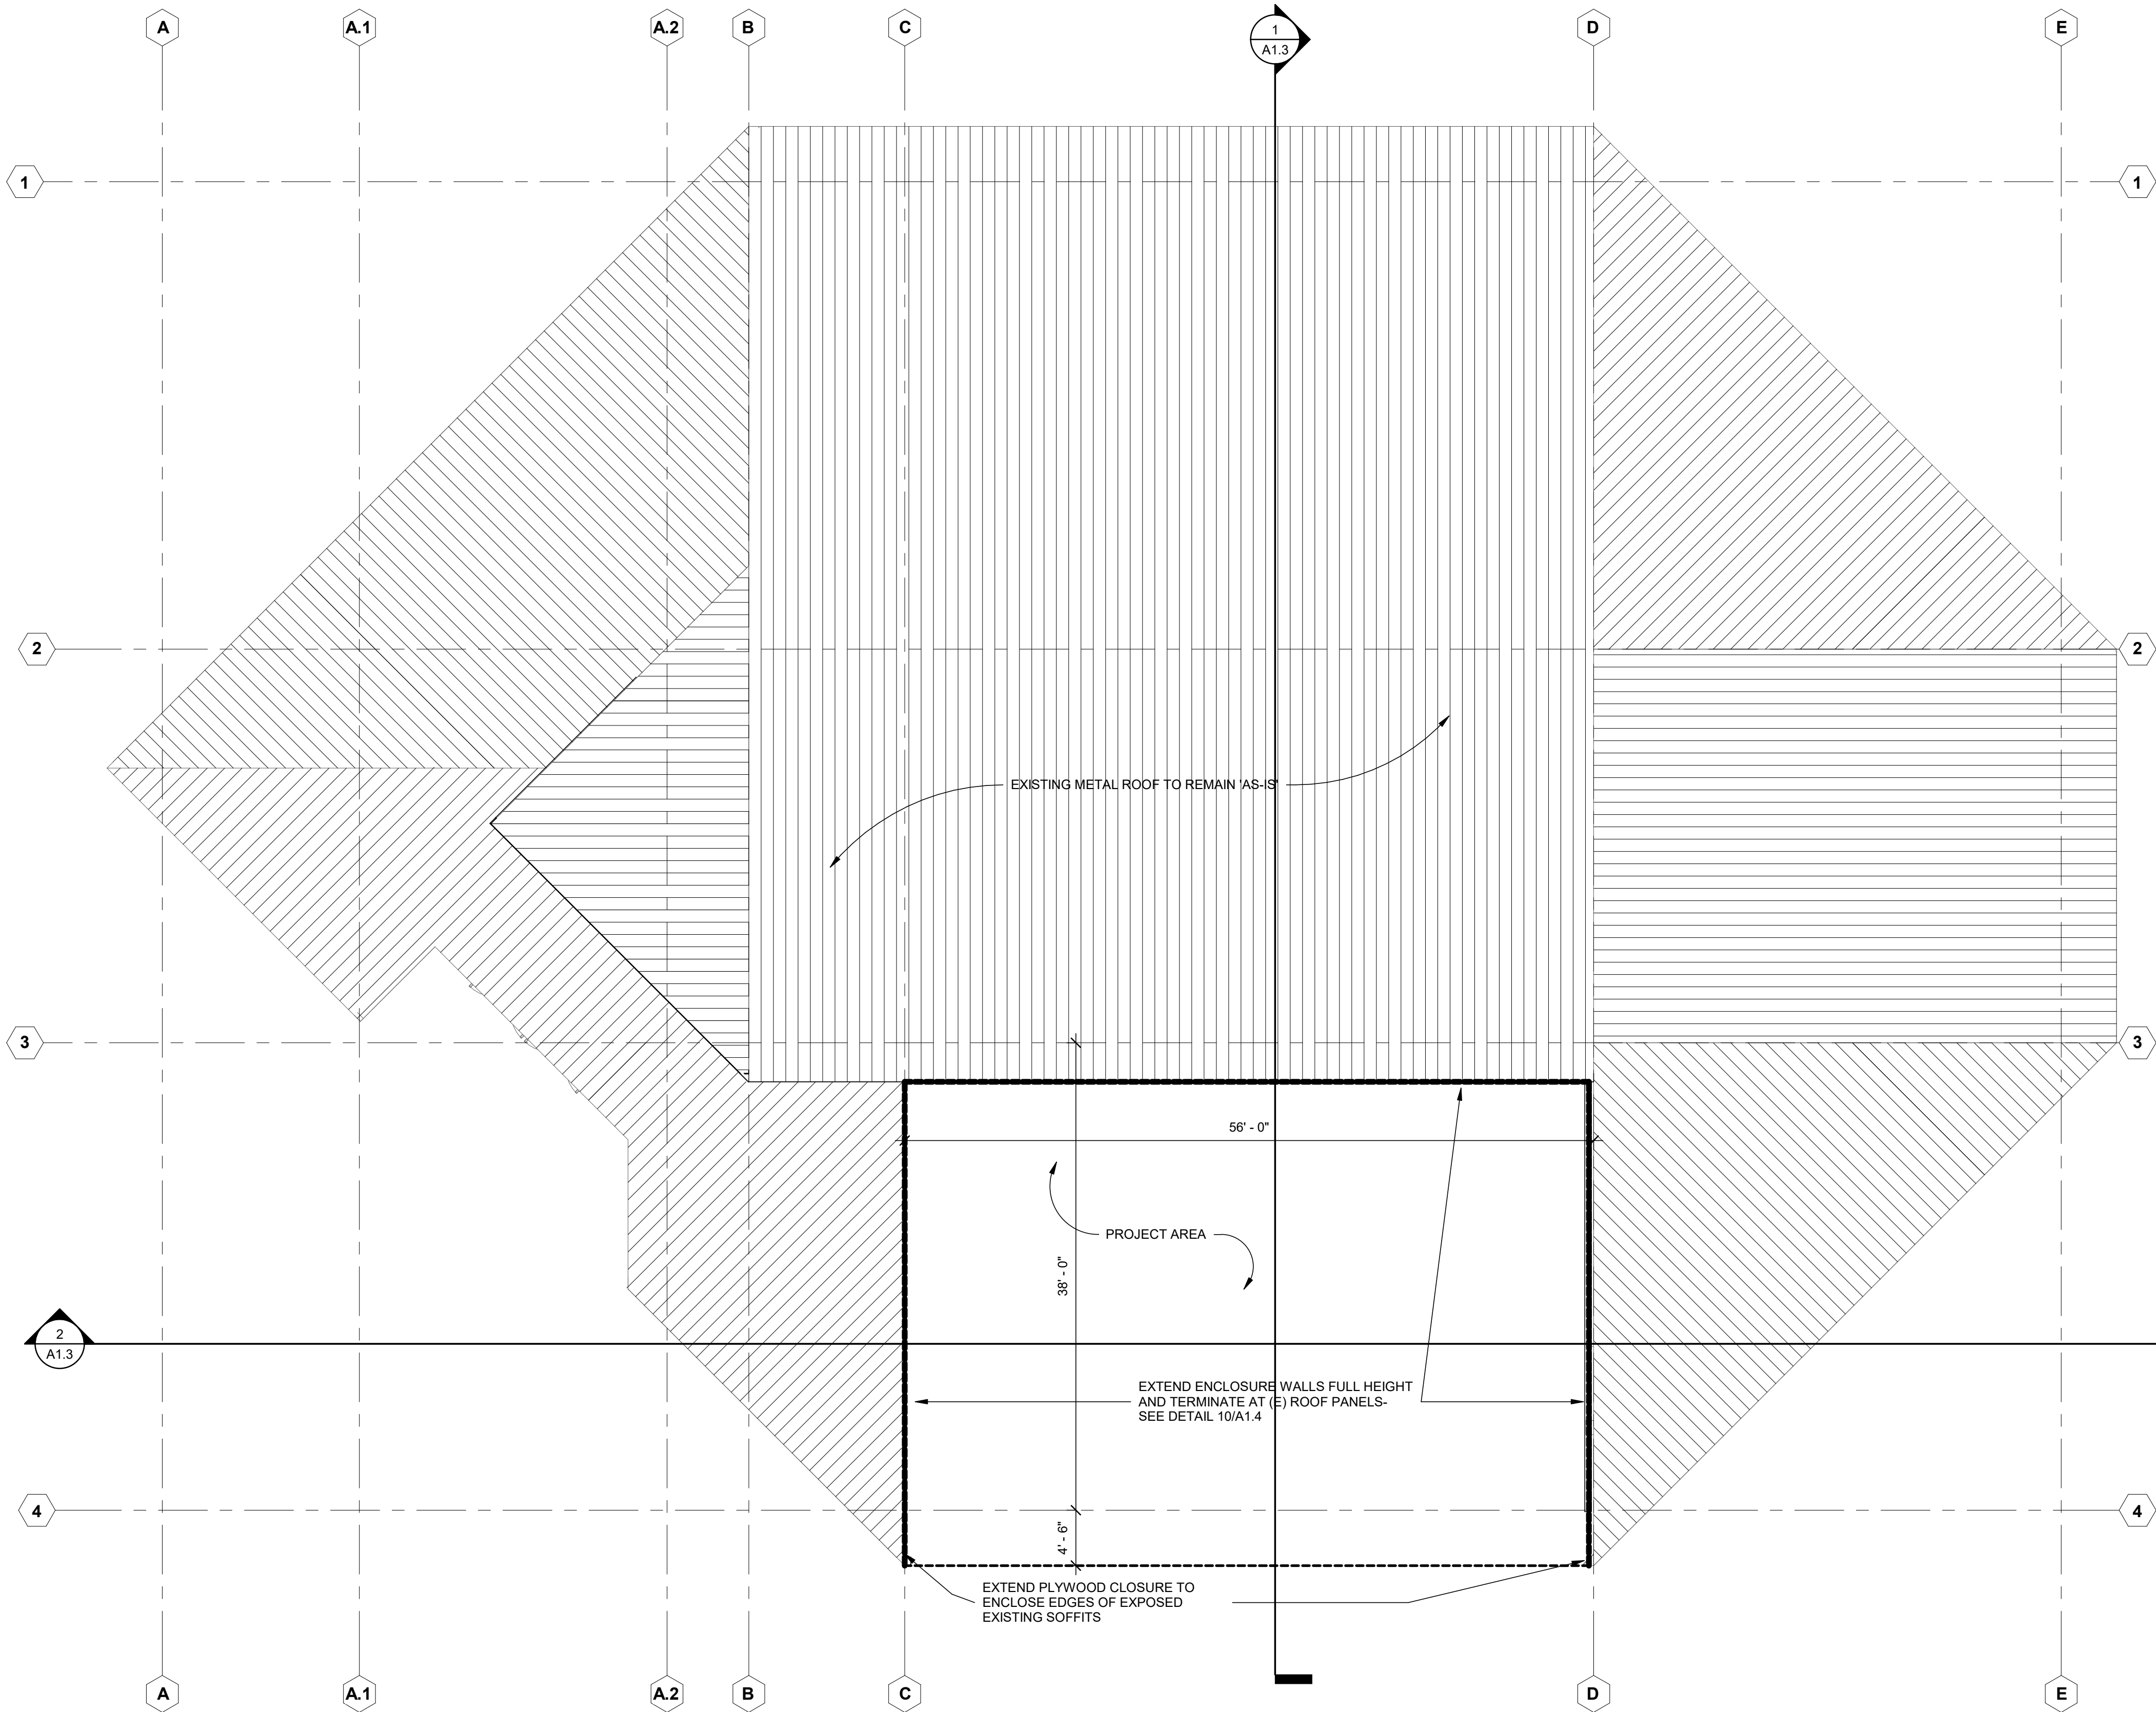 A
A.1
A.2
B
C
1
A1.3
D
E
1
1
2
2
EXISTING METAL ROOF TO REMAIN 'AS-IS'
3
3
56' - 0"
PROJECT AREA
38' - 0"
2
A1.3
EXTEND ENCLOSURE WALLS FULL HEIGHT
AND TERMINATE AT (E) ROOF PANELS-
SEE DETAIL 10/A1.4
4
4
4' - 6"
EXTEND PLYWOOD CLOSURE TO
ENCLOSE EDGES OF EXPOSED
EXISTING SOFFITS
A
A.1
A.2
B
C
D
E